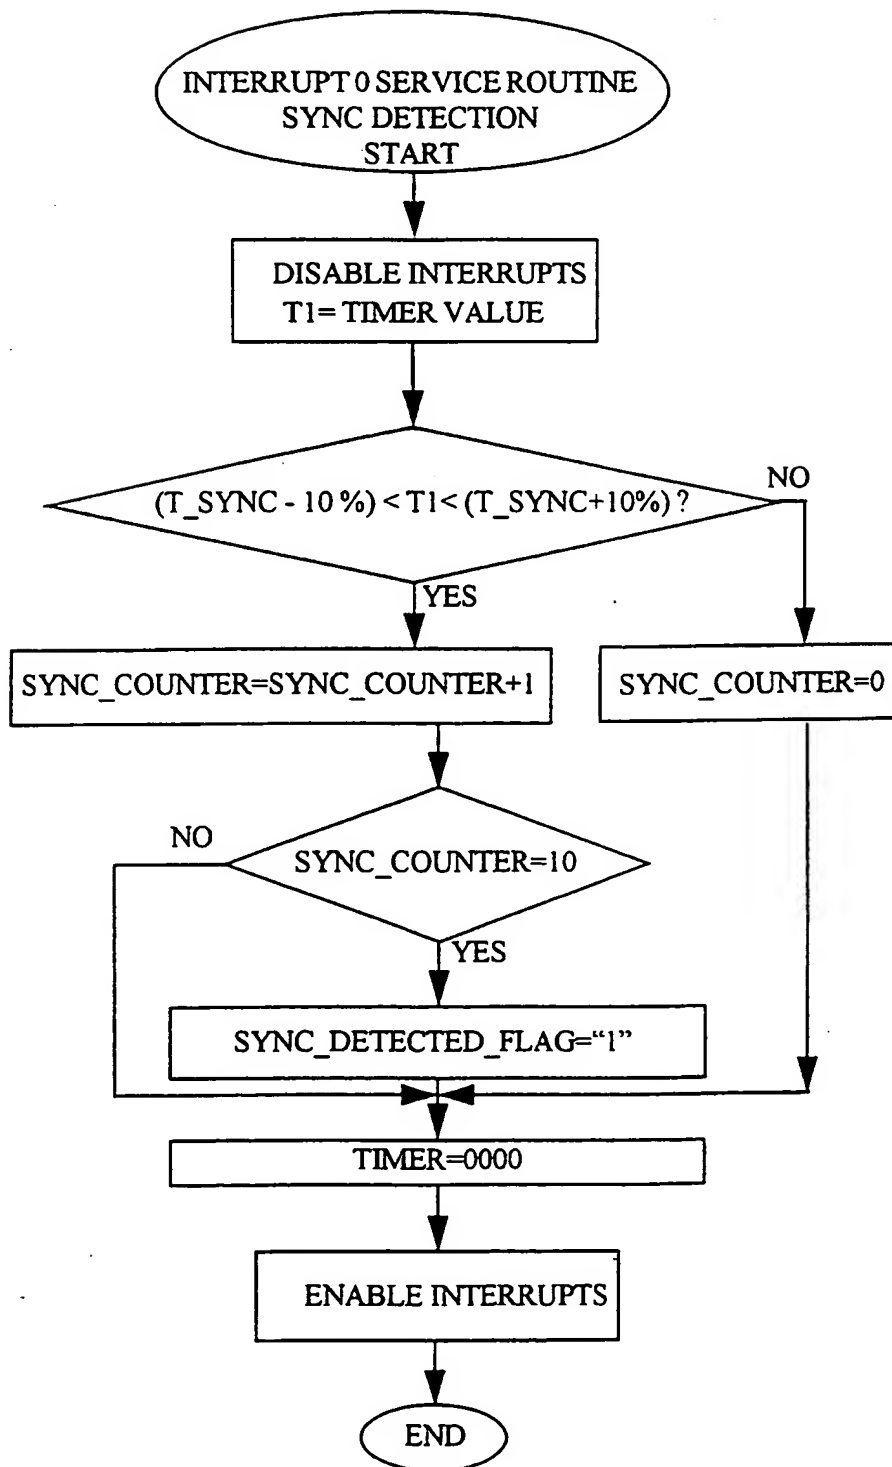 INTERRUPT 0 SERVICE ROUTINE
SYNC DETECTION
START
DISABLE INTERRUPTS
T1= TIMER VALUE
(T_SYNC - 10 %) < T1< (T_SYNC+10%) ?
NO
YES
SYNC_COUNTER=SYNC_COUNTER+1
SYNC_COUNTER=0
NO
SYNC_COUNTER=10
YES
SYNC_DETECTED_FLAG=“1”
TIMER=0000
ENABLE INTERRUPTS
END